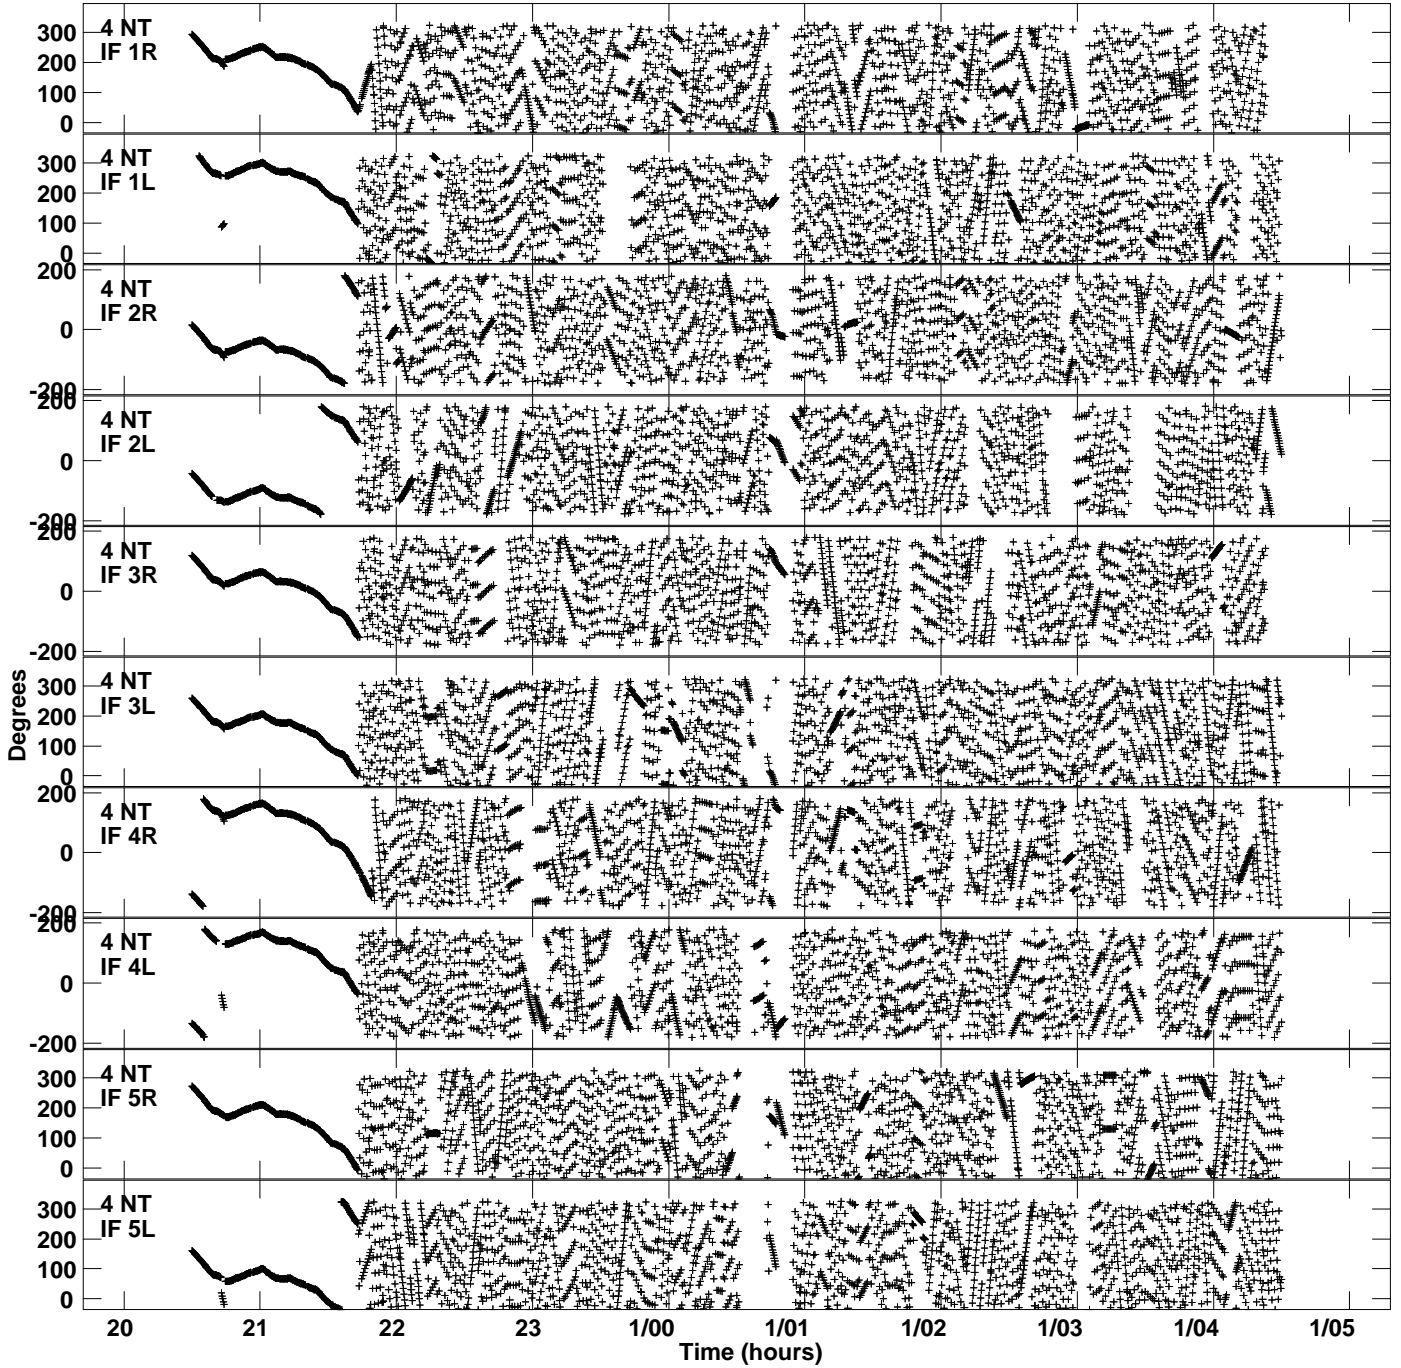 4 NT
IF 1R
300
200
100
0
4 NT
IF 1L
300
200
100
0
4 NT
IF 2R
200
0
-200
4 NT
IF 2L
200
0
-200
4 NT
IF 3R
200
0
-200
4 NT
IF 3L
300
200
100
0
4 NT
IF 4R
200
0
-200
4 NT
IF 4L
200
0
-200
4 NT
IF 5R
300
200
100
0
4 NT
IF 5L
300
200
100
0
Degrees
20 21 22 23 1/00 1/01 1/02 1/03 1/04 1/05
Time (hours)